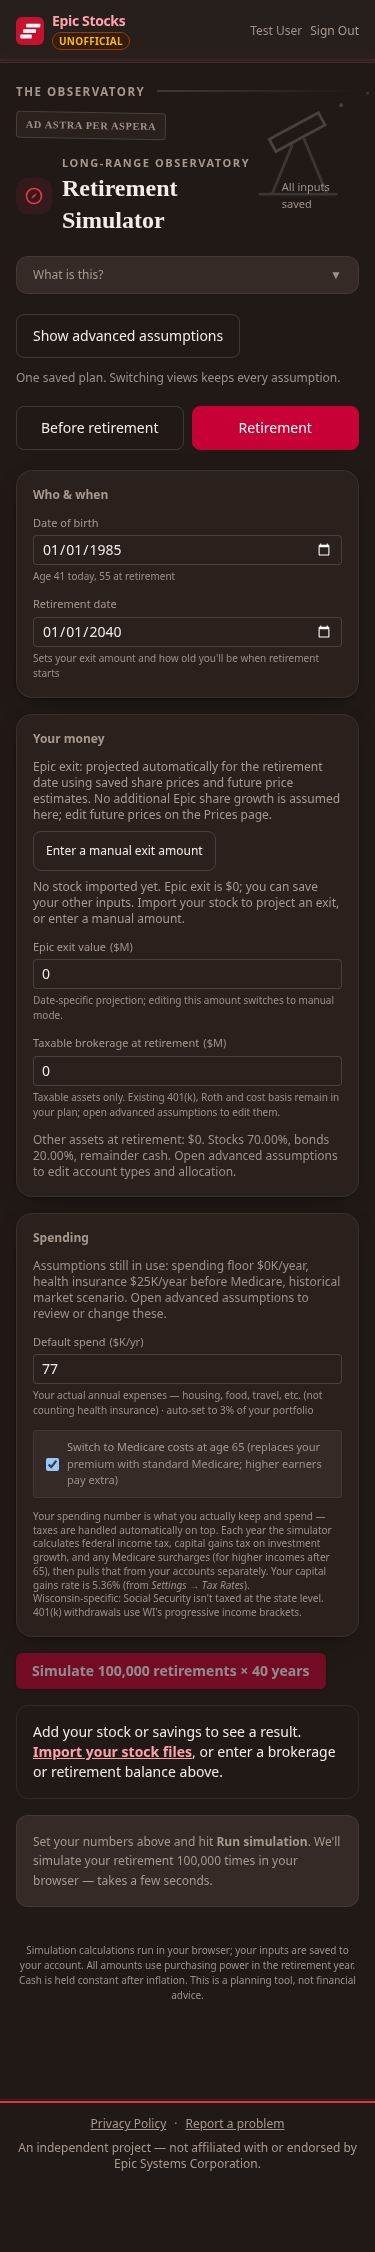 Epic Stocks
UNOFFICIAL
Test User Sign Out
THE OBSERVATORY
AD ASTRA PER ASPERA
LONG-RANGE OBSERVATORY
Retirement
Simulator
All inputs
saved
What is this? ▼
Show advanced assumptions
One saved plan. Switching views keeps every assumption.
Before retirement
Retirement
Who & when
Date of birth
01/01/1985
Age 41 today, 55 at retirement
Retirement date
01/01/2040
Sets your exit amount and how old you'll be when retirement
starts
Your money
Epic exit: projected automatically for the retirement
date using saved share prices and future price
estimates. No additional Epic share growth is assumed
here; edit future prices on the Prices page.
Enter a manual exit amount
No stock imported yet. Epic exit is $0; you can save
your other inputs. Import your stock to project an exit,
or enter a manual amount.
Epic exit value ($M)
0
Date-specific projection; editing this amount switches to manual
mode.
Taxable brokerage at retirement ($M)
0
Taxable assets only. Existing 401(k), Roth and cost basis remain in
your plan; open advanced assumptions to edit them.
Other assets at retirement: $0. Stocks 70.00%, bonds
20.00%, remainder cash. Open advanced assumptions
to edit account types and allocation.
Spending
Assumptions still in use: spending floor $0K/year,
health insurance $25K/year before Medicare, historical
market scenario. Open advanced assumptions to
review or change these.
Default spend ($K/yr)
77
Your actual annual expenses — housing, food, travel, etc. (not
counting health insurance) · auto-set to 3% of your portfolio
Switch to Medicare costs at age 65 (replaces your
premium with standard Medicare; higher earners
pay extra)
Your spending number is what you actually keep and spend —
taxes are handled automatically on top. Each year the simulator
calculates federal income tax, capital gains tax on investment
growth, and any Medicare surcharges (for higher incomes after
65), then pulls that from your accounts separately. Your capital
gains rate is 5.36% (from Settings → Tax Rates).
Wisconsin-specific: Social Security isn't taxed at the state level.
401(k) withdrawals use WI's progressive income brackets.
Simulate 100,000 retirements × 40 years
Add your stock or savings to see a result.
Import your stock files, or enter a brokerage
or retirement balance above.
Set your numbers above and hit Run simulation. We'll
simulate your retirement 100,000 times in your
browser — takes a few seconds.
Simulation calculations run in your browser; your inputs are saved to
your account. All amounts use purchasing power in the retirement year.
Cash is held constant after inflation. This is a planning tool, not financial
advice.
Privacy Policy · Report a problem
An independent project — not affiliated with or endorsed by
Epic Systems Corporation.